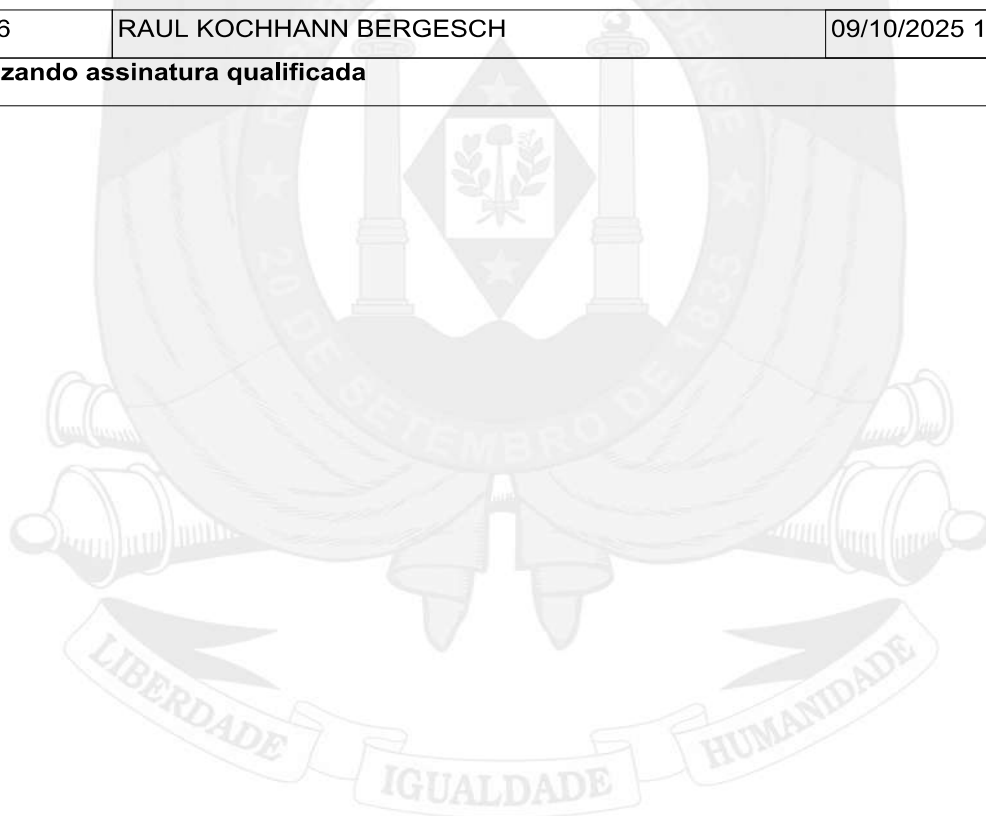 6 RAUL KOCHHANN BERGESCH 09/10/2025 1
zando assinatura qualificada
20 DE SETEMBRO DE 1835
LIBERDADE IGUALDADE HUMANIDADE